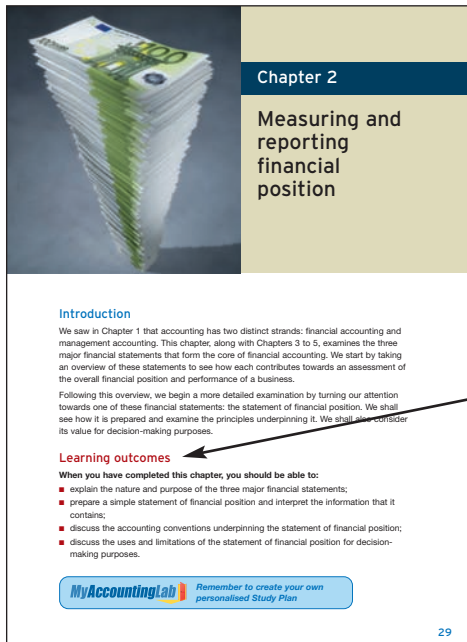 Chapter 2
Measuring and
reporting
financial
position
Introduction
We saw in Chapter 1 that accounting has two distinct strands: financial accounting and
management accounting. This chapter, along with Chapters 3 to 5, examines the three
major financial statements that form the core of financial accounting. We start by taking
an overview of these statements to see how each contributes towards an assessment of
the overall financial position and performance of a business.
Following this overview, we begin a more detailed examination by turning our attention
towards one of these financial statements: the statement of financial position. We shall
see how it is prepared and examine the principles underpinning it. We shall also consider
its value for decision-making purposes.
Learning outcomes
When you have completed this chapter, you should be able to:
■ explain the nature and purpose of the three major financial statements;
■ prepare a simple statement of financial position and interpret the information that it
contains;
■ discuss the accounting conventions underpinning the statement of financial position;
■ discuss the uses and limitations of the statement of financial position for decision-
making purposes.
MyAccountingLab Remember to create your own
personalised Study Plan
29